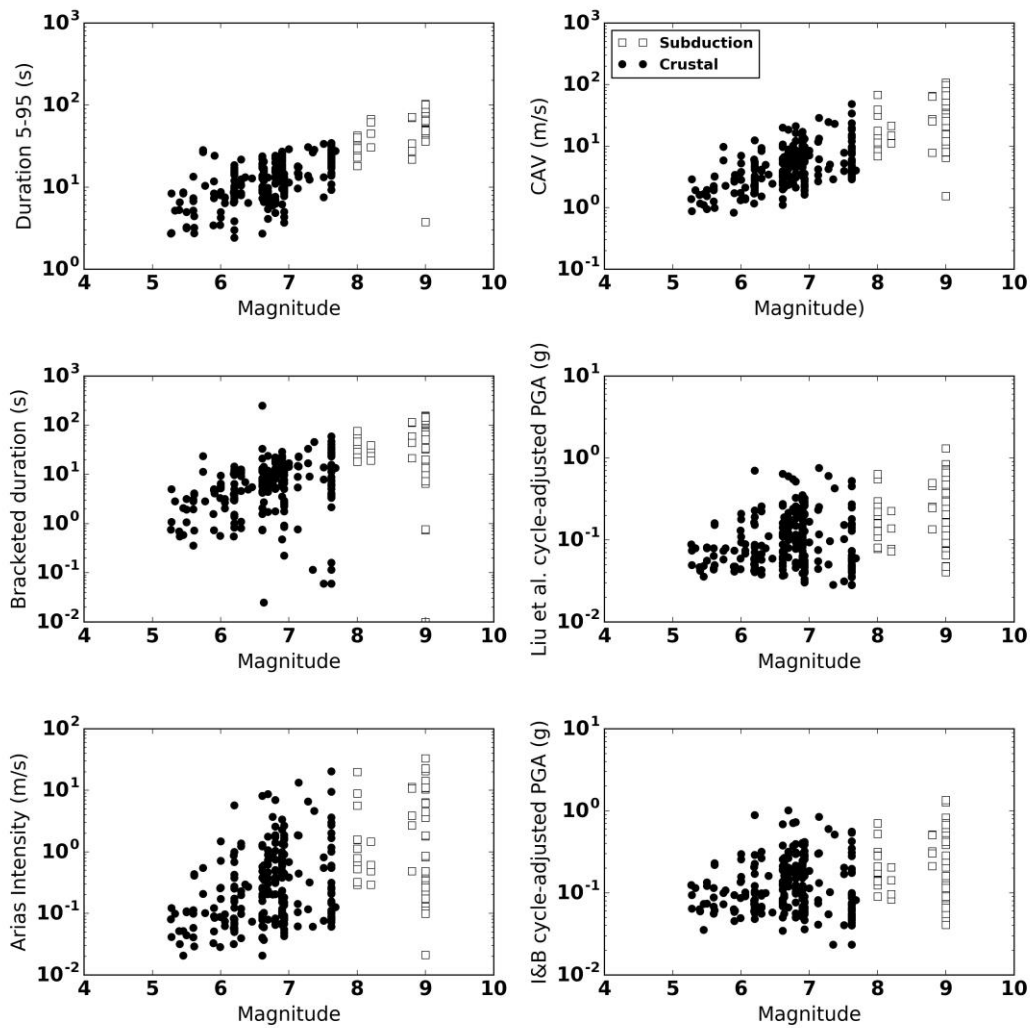 10³
10²
10¹
10⁰
Duration 5-95 (s)
4 5 6 7 8 9 10
Magnitude
10³
10²
10¹
10⁰
10⁻¹
CAV (m/s)
Subduction
Crustal
4 5 6 7 8 9 10
Magnitude)
10³
10²
10¹
10⁰
10⁻¹
10⁻²
Bracketed duration (s)
4 5 6 7 8 9 10
Magnitude
10¹
10⁰
10⁻¹
10⁻²
Liu et al. cycle-adjusted PGA (g)
4 5 6 7 8 9 10
Magnitude
10²
10¹
10⁰
10⁻¹
10⁻²
Arias Intensity (m/s)
4 5 6 7 8 9 10
Magnitude
10¹
10⁰
10⁻¹
10⁻²
I&B cycle-adjusted PGA (g)
4 5 6 7 8 9 10
Magnitude